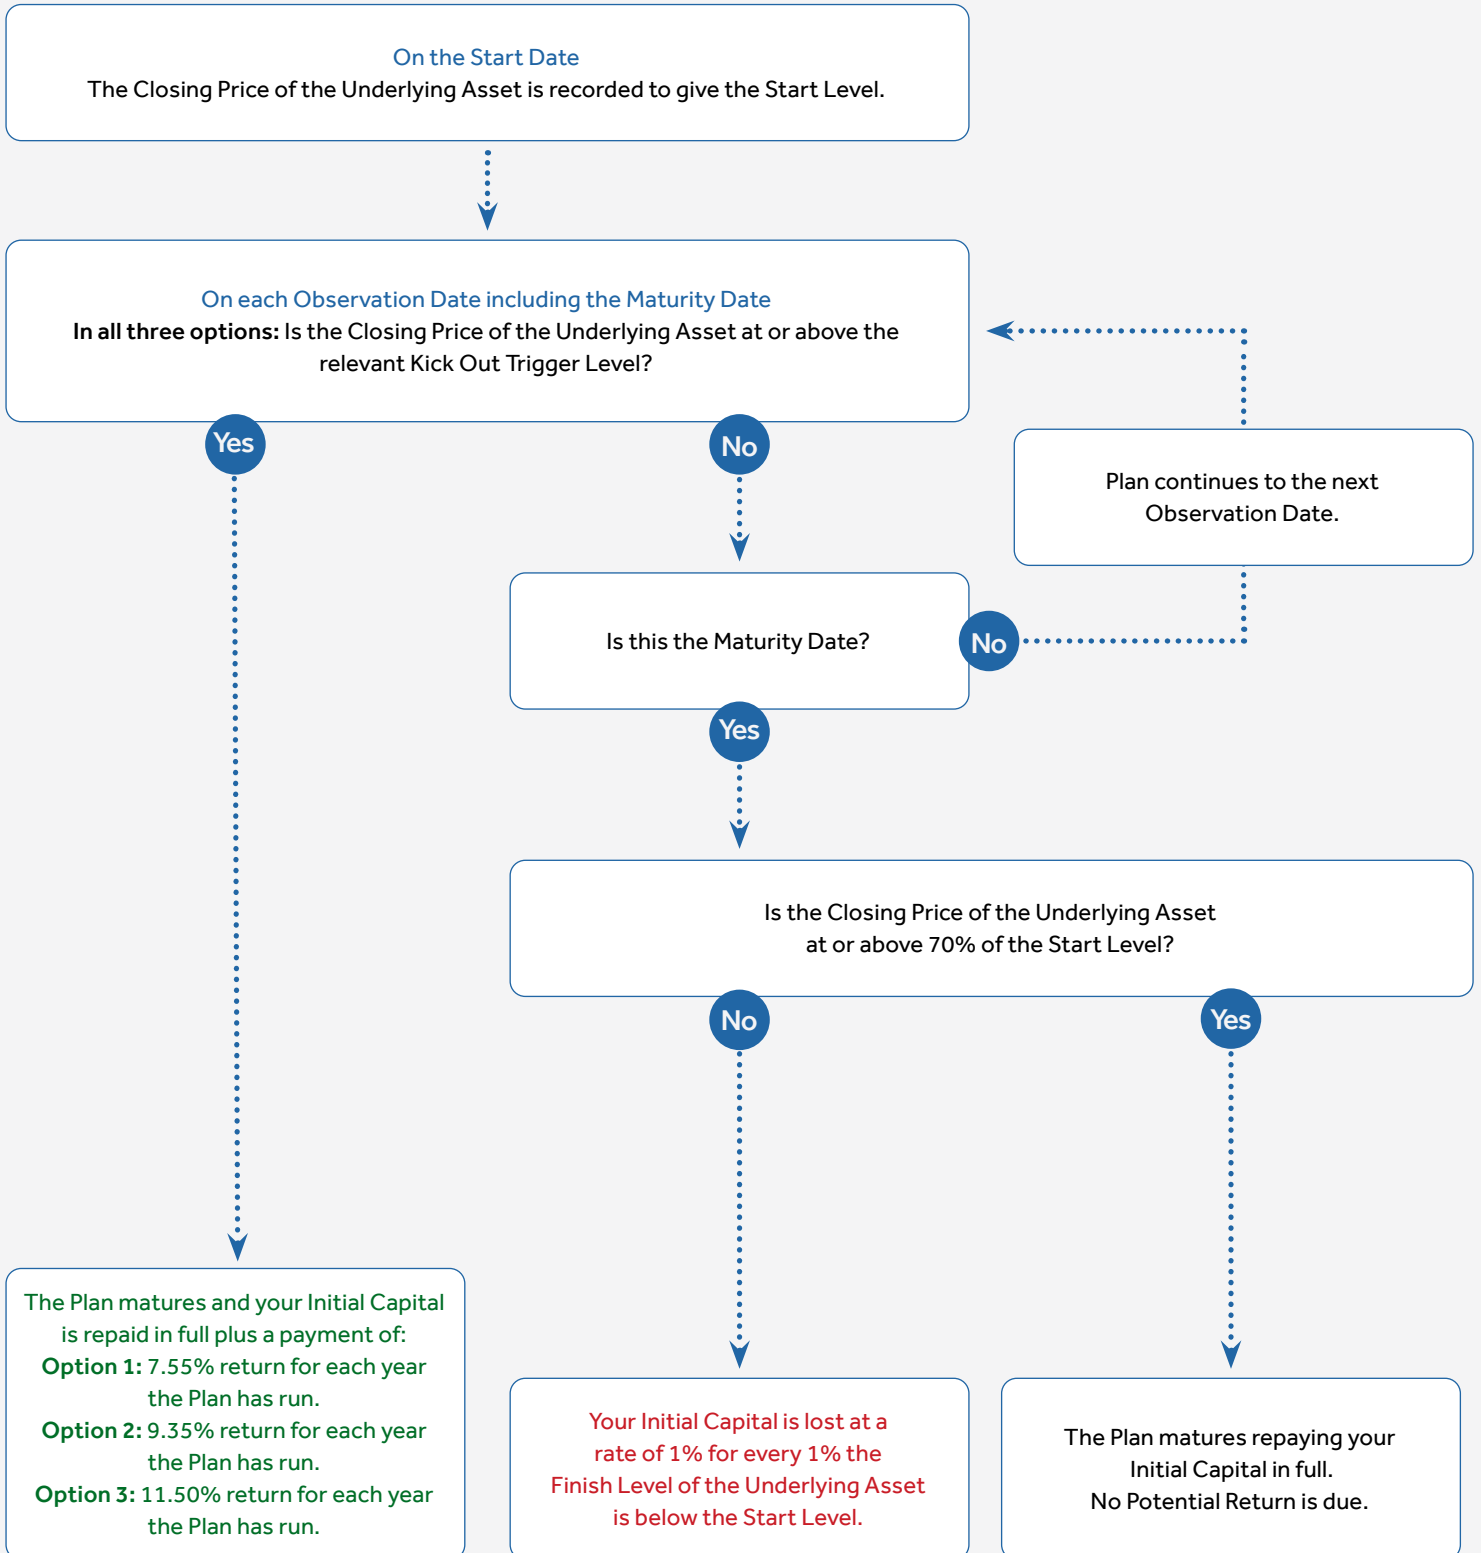 On the Start Date
The Closing Price of the Underlying Asset is recorded to give the Start Level.
On each Observation Date including the Maturity Date
In all three options: Is the Closing Price of the Underlying Asset at or above the
relevant Kick Out Trigger Level?
Yes
No
Plan continues to the next
Observation Date.
Is this the Maturity Date?
No
Yes
Is the Closing Price of the Underlying Asset
at or above 70% of the Start Level?
No
Yes
The Plan matures and your Initial Capital
is repaid in full plus a payment of:
Option 1: 7.55% return for each year
the Plan has run.
Option 2: 9.35% return for each year
the Plan has run.
Option 3: 11.50% return for each year
the Plan has run.
Your Initial Capital is lost at a
rate of 1% for every 1% the
Finish Level of the Underlying Asset
is below the Start Level.
The Plan matures repaying your
Initial Capital in full.
No Potential Return is due.